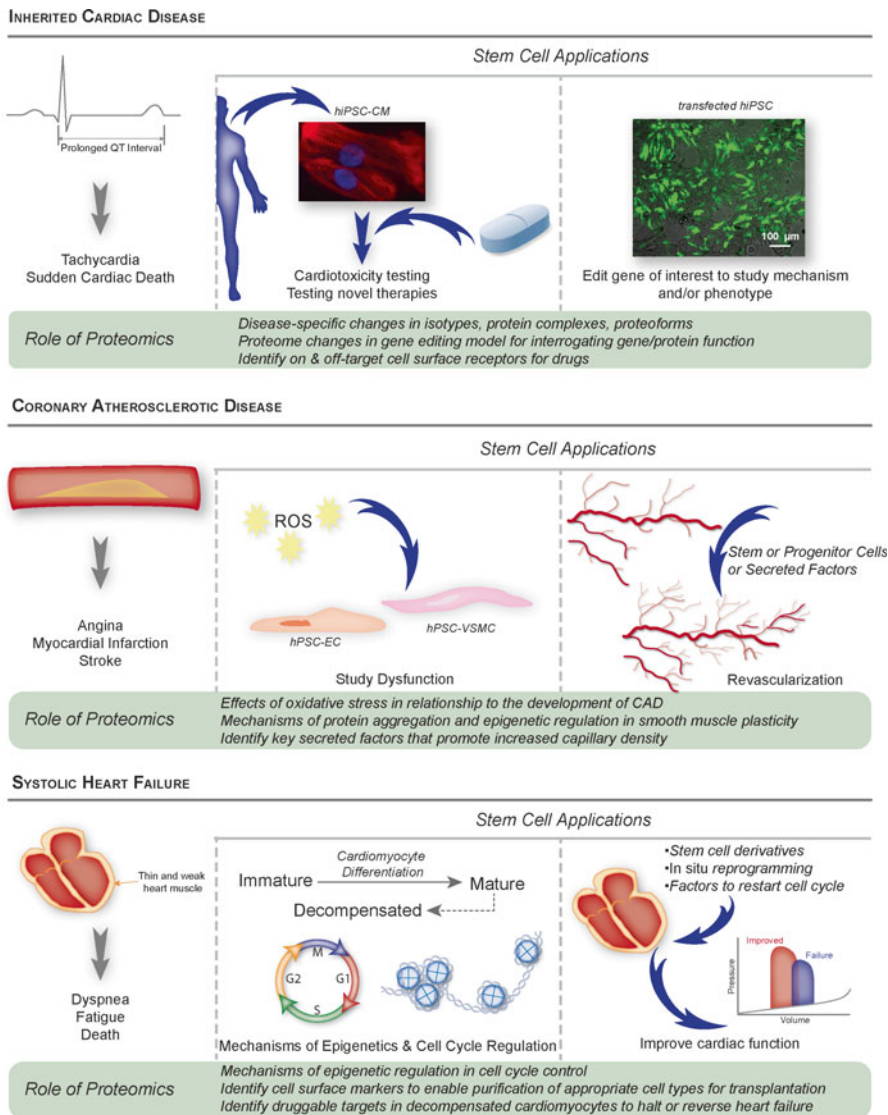 INHERITED CARDIAC DISEASE
Stem Cell Applications
Prolonged QT Interval
Tachycardia
Sudden Cardiac Death
hiPSC-CM
Cardiotoxicity testing
Testing novel therapies
transfected hiPSC
100 µm
Edit gene of interest to study mechanism
and/or phenotype
Role of Proteomics
Disease-specific changes in isotypes, protein complexes, proteoforms
Proteome changes in gene editing model for interrogating gene/protein function
Identify on & off-target cell surface receptors for drugs
CORONARY ATHEROSCLEROTIC DISEASE
Stem Cell Applications
Angina
Myocardial Infarction
Stroke
ROS
hPSC-EC
hPSC-VSMC
Study Dysfunction
Stem or Progenitor Cells
or Secreted Factors
Revascularization
Role of Proteomics
Effects of oxidative stress in relationship to the development of CAD
Mechanisms of protein aggregation and epigenetic regulation in smooth muscle plasticity
Identify key secreted factors that promote increased capillary density
SYSTOLIC HEART FAILURE
Stem Cell Applications
Thin and weak
heart muscle
Dyspnea
Fatigue
Death
Cardiomyocyte
Differentiation
Immature
Mature
Decompensated
M
G2
G1
S
Mechanisms of Epigenetics & Cell Cycle Regulation
•Stem cell derivatives
•In situ reprogramming
•Factors to restart cell cycle
Improved
Failure
Pressure
Volume
Improve cardiac function
Role of Proteomics
Mechanisms of epigenetic regulation in cell cycle control
Identify cell surface markers to enable purification of appropriate cell types for transplantation
Identify druggable targets in decompensated cardiomyocytes to halt or reverse heart failure